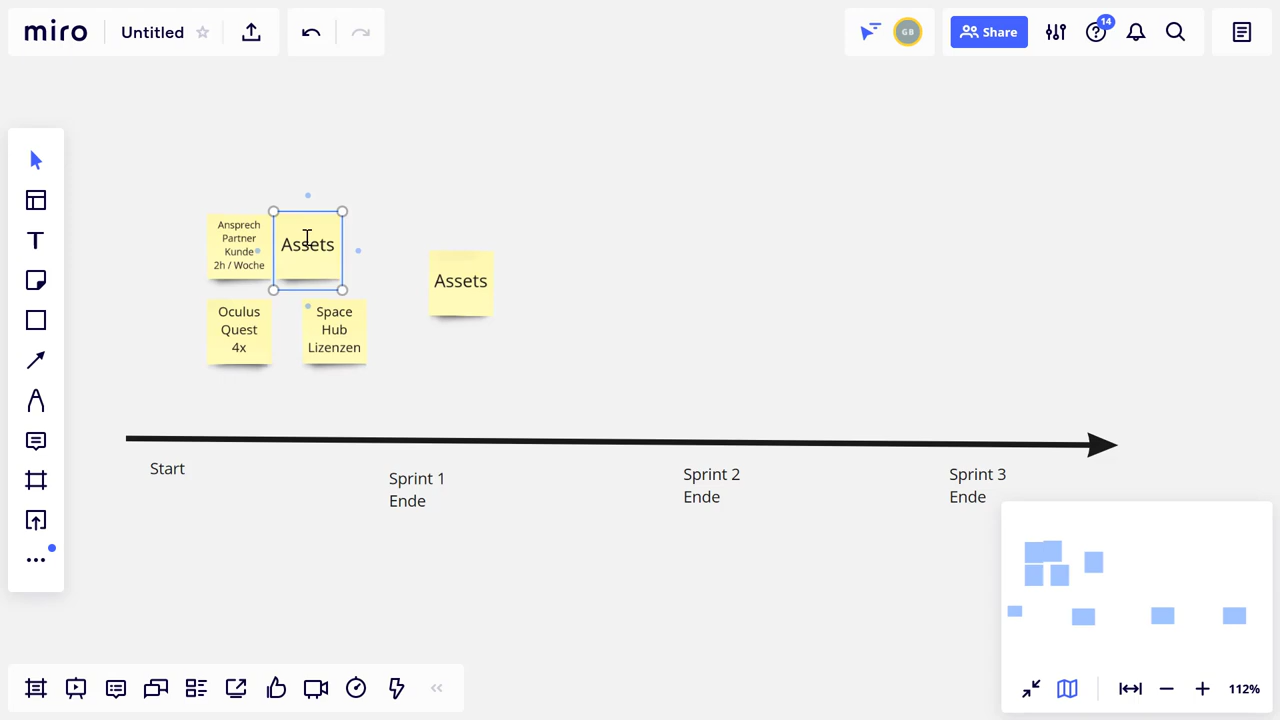 miro
Untitled
GB
Share
14
Ansprech
Partner
Kunde
2h / Woche
Assets
Assets
Oculus
Quest
4x
Space
Hub
Lizenzen
Start
Sprint 1
Ende
Sprint 2
Ende
Sprint 3
Ende
112%